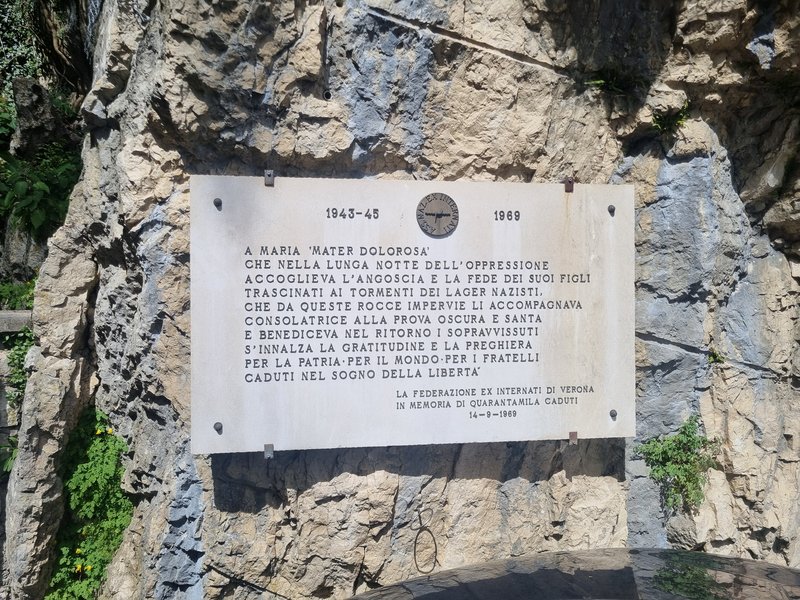 1943-45 1969
A MARIA 'MATER DOLOROSA'
CHE NELLA LUNGA NOTTE DELL'OPPRESSIONE
ACCOGLIEVA L'ANGOSCIA E LA FEDE DEI SUOI FIGLI
TRASCINATI AI TORMENTI DEI LAGER NAZISTI,
CHE DA QUESTE ROCCE IMPERVIE LI ACCOMPAGNAVA
CONSOLATRICE ALLA PROVA OSCURA E SANTA
E BENEDICEVA NEL RITORNO I SOPRAVVISSUTI
S'INNALZA LA GRATITUDINE E LA PREGHIERA
PER LA PATRIA·PER IL MONDO·PER I FRATELLI
CADUTI NEL SOGNO DELLA LIBERTA'
LA FEDERAZIONE EX INTERNATI DI VERONA
IN MEMORIA DI QUARANTAMILA CADUTI
14-9-1969